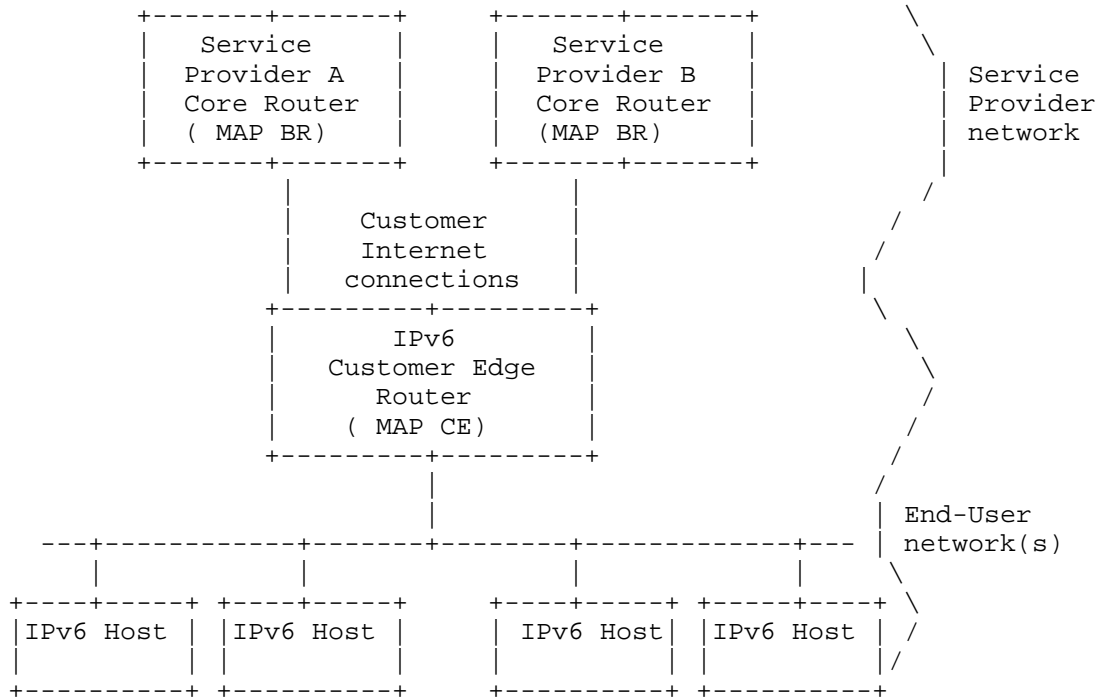 Service
Provider A
Core Router
( MAP BR)
Service
Provider B
Core Router
(MAP BR)
Service
Provider
network
Customer
Internet
connections
IPv6
Customer Edge
Router
( MAP CE)
End-User
network(s)
IPv6 Host
IPv6 Host
IPv6 Host
IPv6 Host